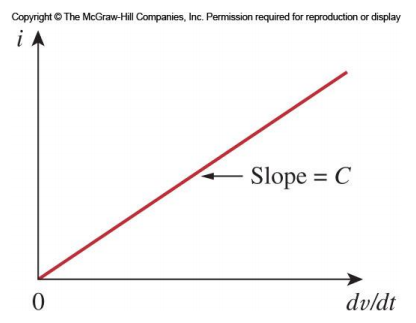 Copyright © The McGraw-Hill Companies, Inc. Permission required for reproduction or display
i
Slope = C
0
dv/dt